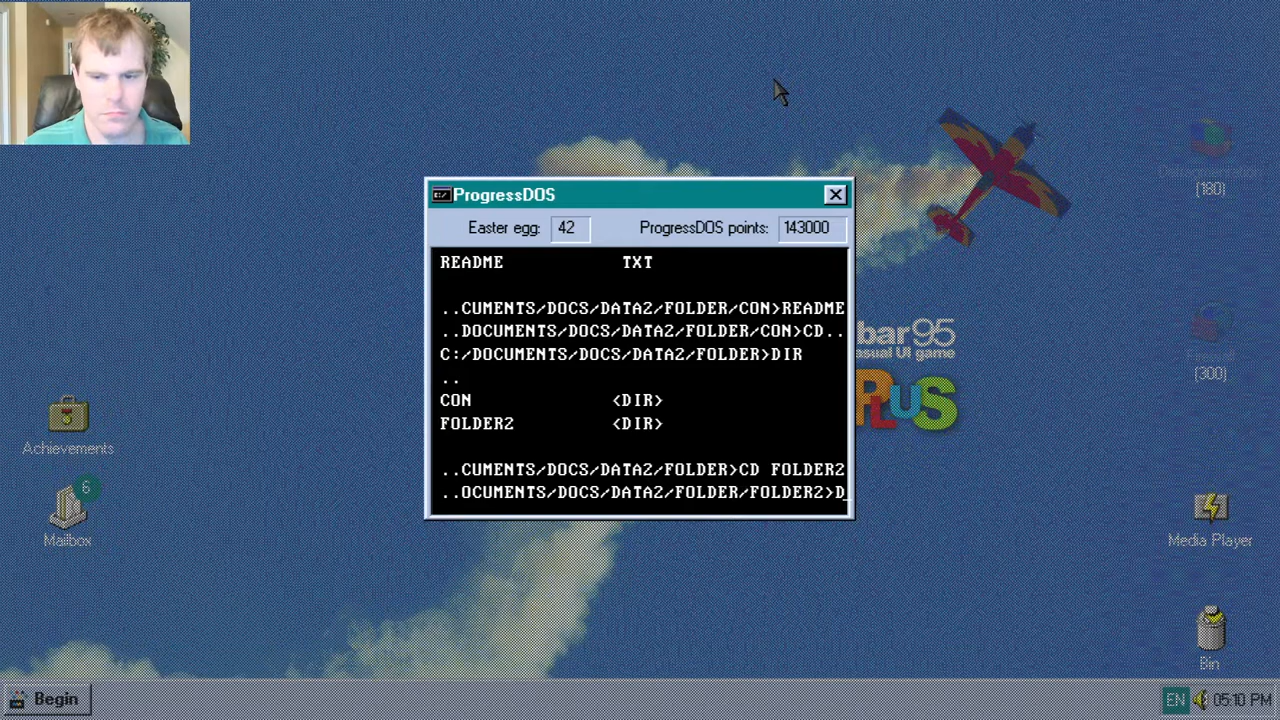 ProgressDOS
Easter egg: 42 ProgressDOS points: 143000
README TXT
..CUMENTS/DOCS/DATA2/FOLDER/CON>README
..DOCUMENTS/DOCS/DATA2/FOLDER/CON>CD..
C:/DOCUMENTS/DOCS/DATA2/FOLDER>DIR
..
CON <DIR>
FOLDER2 <DIR>
..CUMENTS/DOCS/DATA2/FOLDER>CD FOLDER2
..OCUMENTS/DOCS/DATA2/FOLDER/FOLDER2>D_
bar95
asual UI game
PLUS
(180)
Firewall
(300)
Achievements
6
Mailbox
Media Player
Bin
Begin
EN 05:10 PM